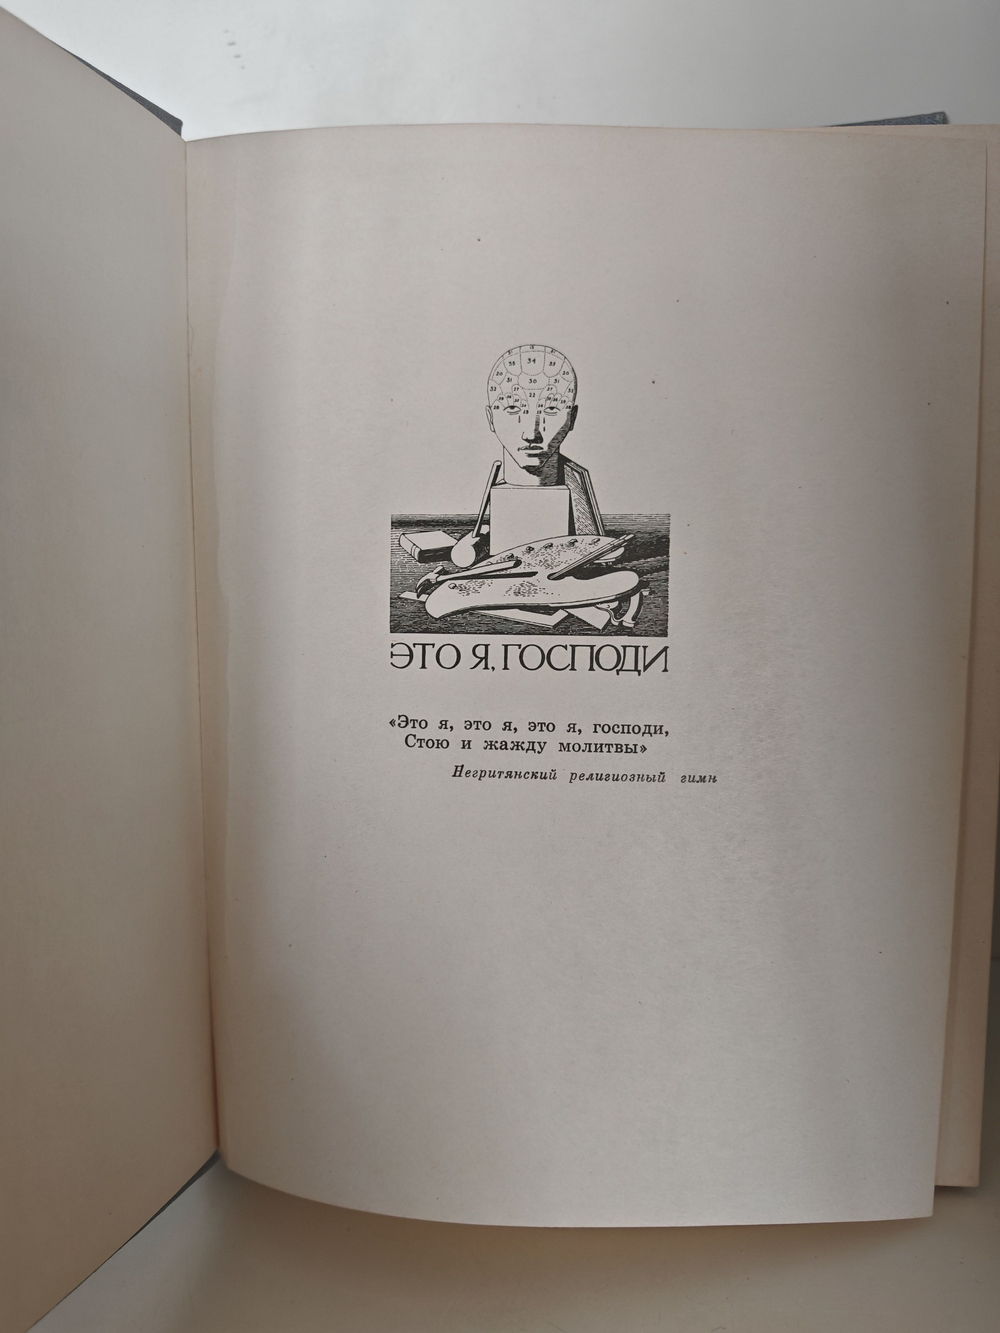 ЭТО Я, ГОСПОДИ
«Это я, это я, это я, господи,
Стою и жажду молитвы»
Негритянский религиозный гимн